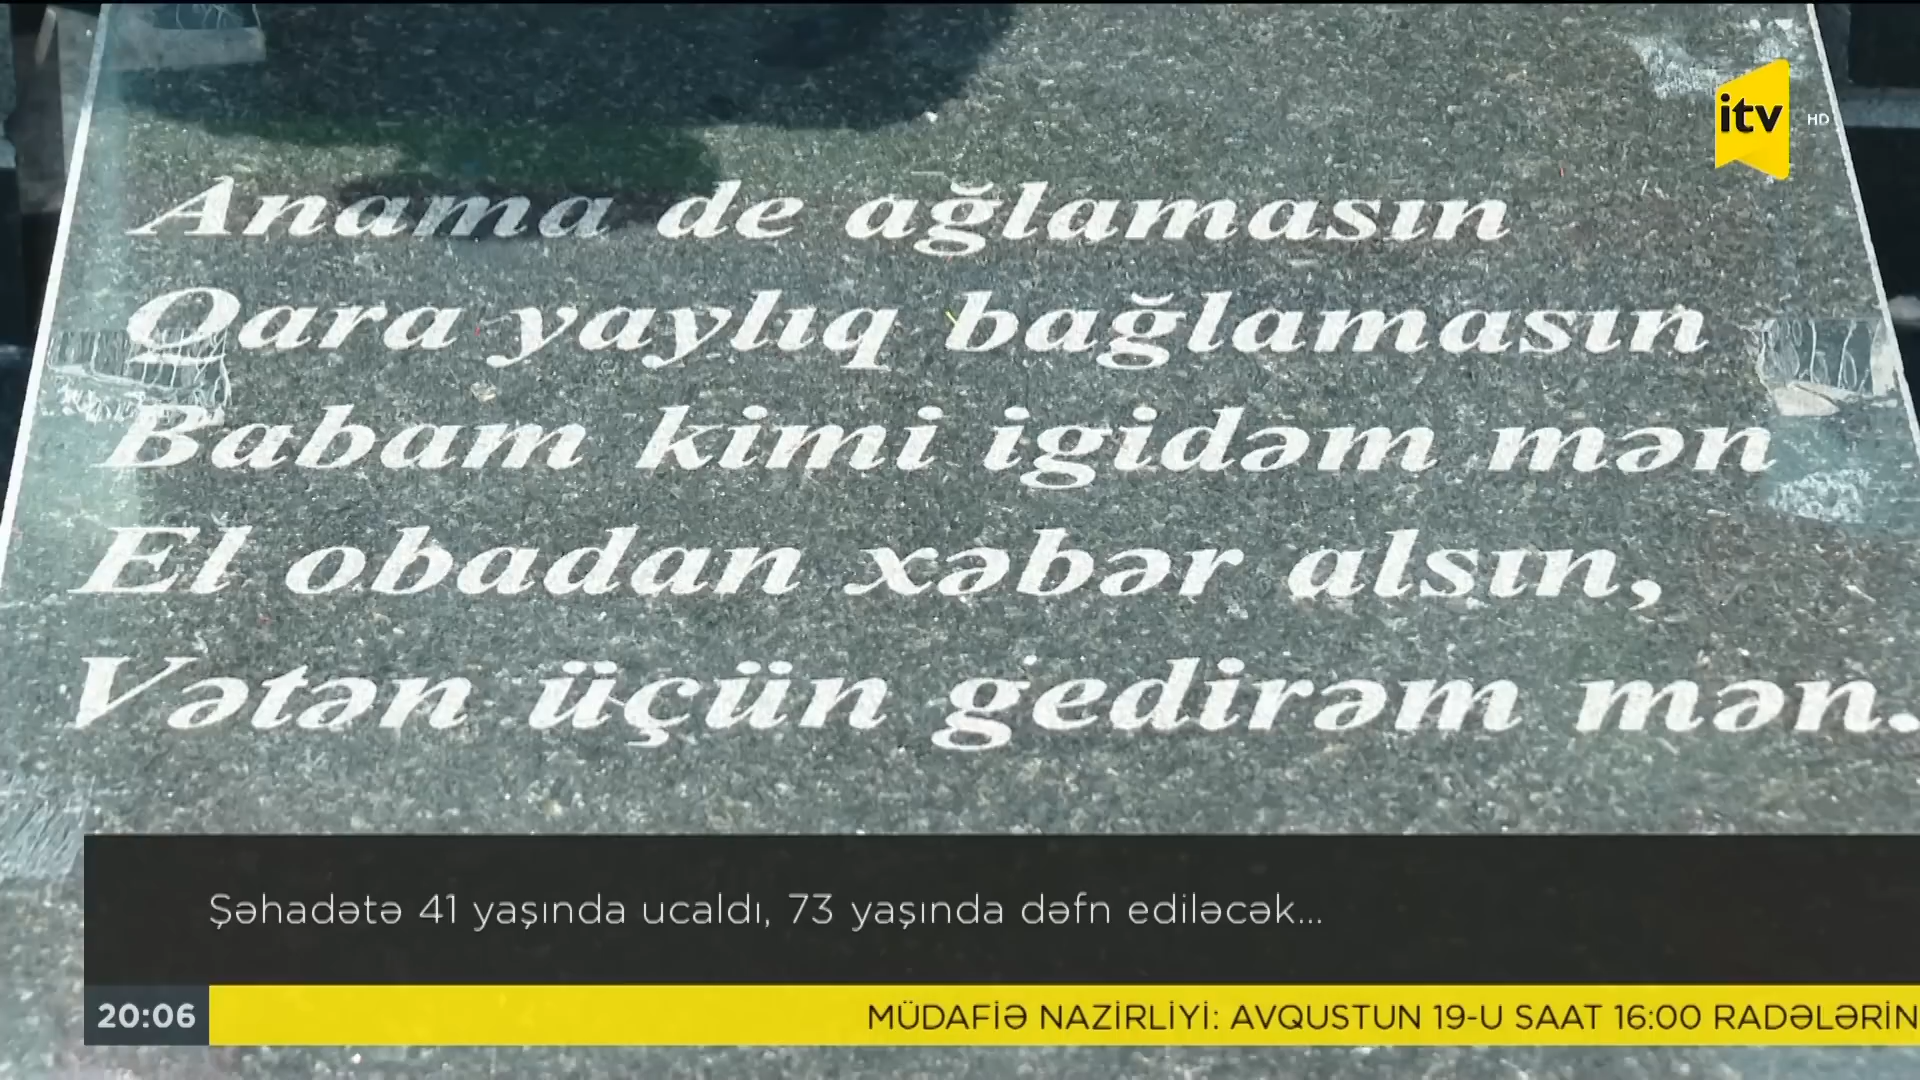 itv HD
Anama de ağlamasın
Qara yaylıq bağlamasın
Babam kimi igidəm mən
El obadan xəbər alsın,
Vətən üçün gedirəm mən.
Şəhadətə 41 yaşında ucaldı, 73 yaşında dəfn ediləcək...
20:06
MÜDAFİƏ NAZİRLİYİ: AVQUSTUN 19-U SAAT 16:00 RADƏLƏRİN